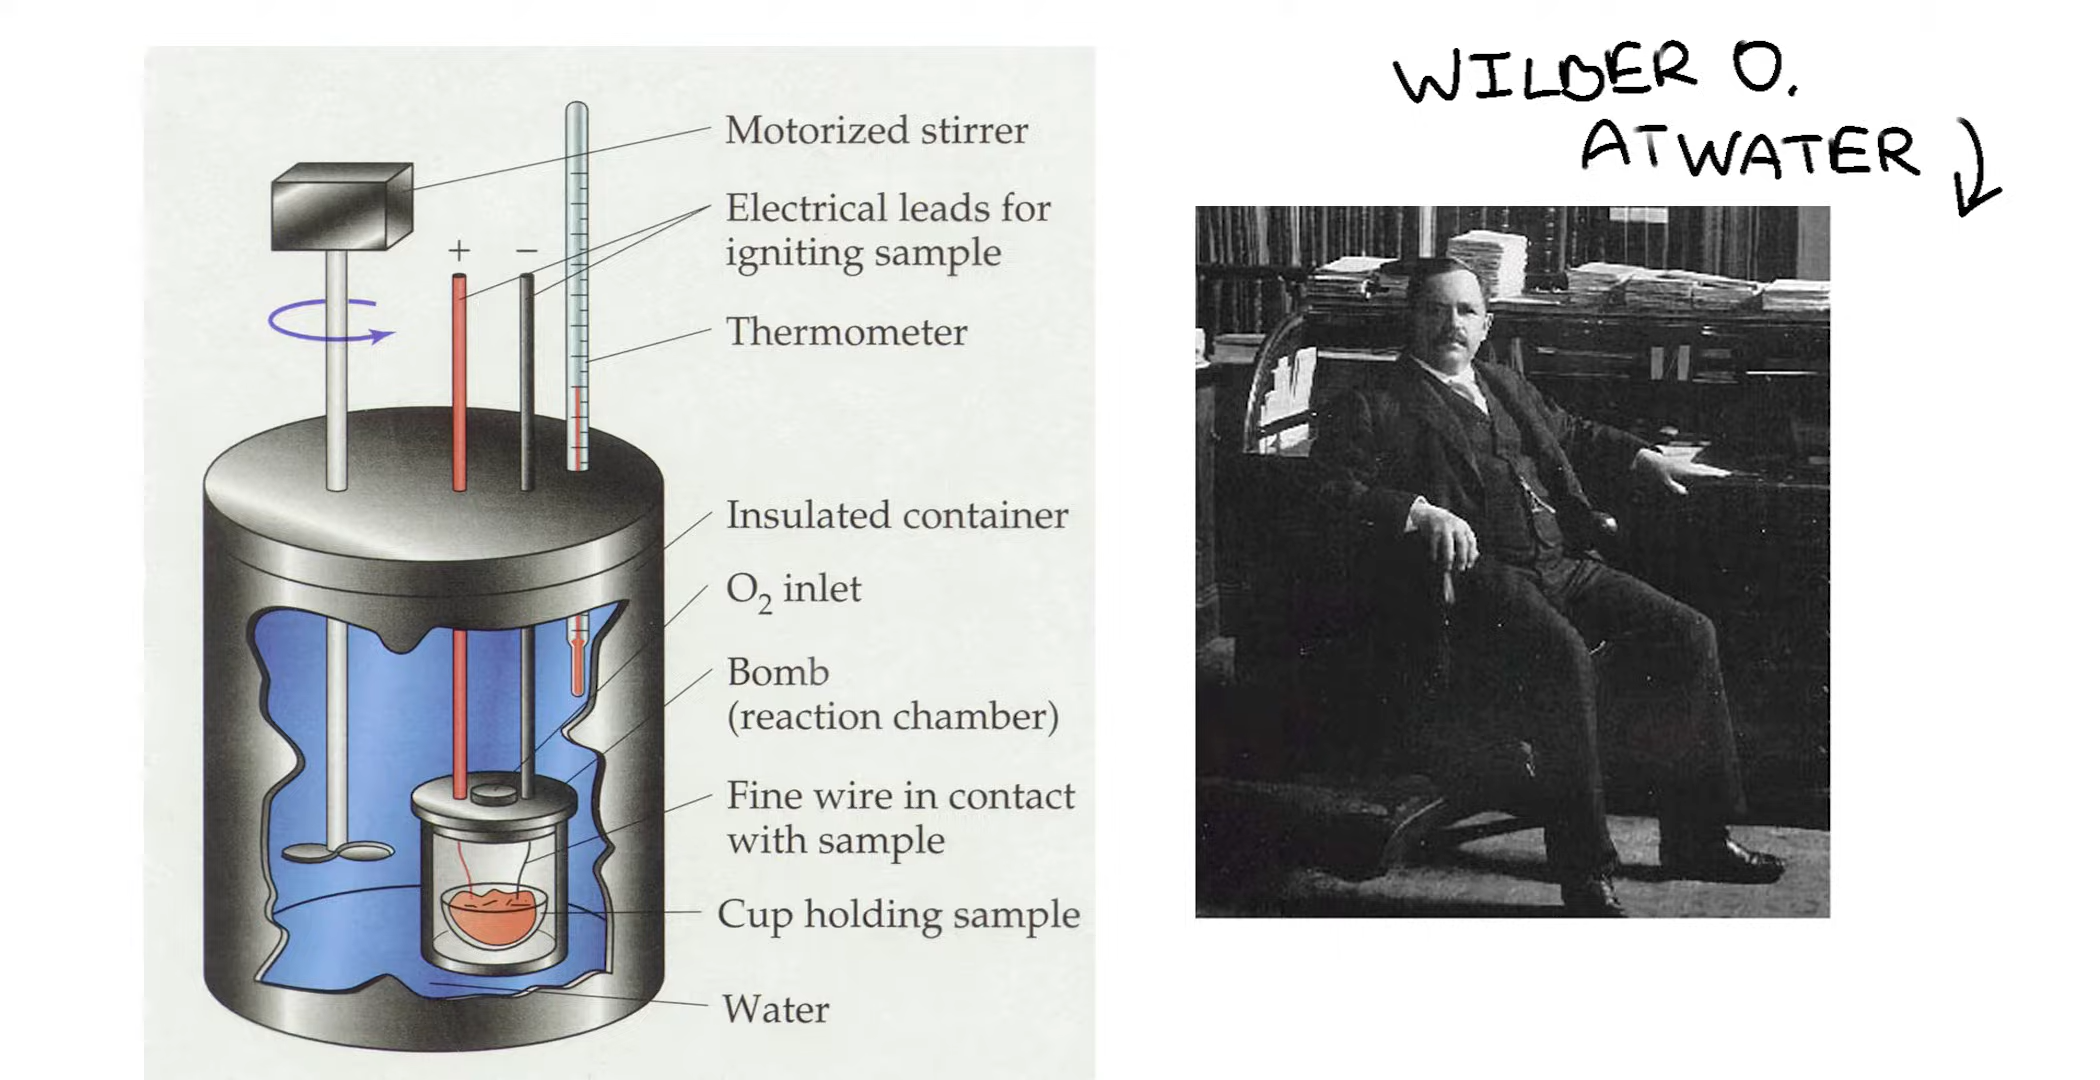 Motorized stirrer
Electrical leads for
igniting sample
+ −
Thermometer
Insulated container
O₂ inlet
Bomb
(reaction chamber)
Fine wire in contact
with sample
Cup holding sample
Water
WILBER O.
ATWATER